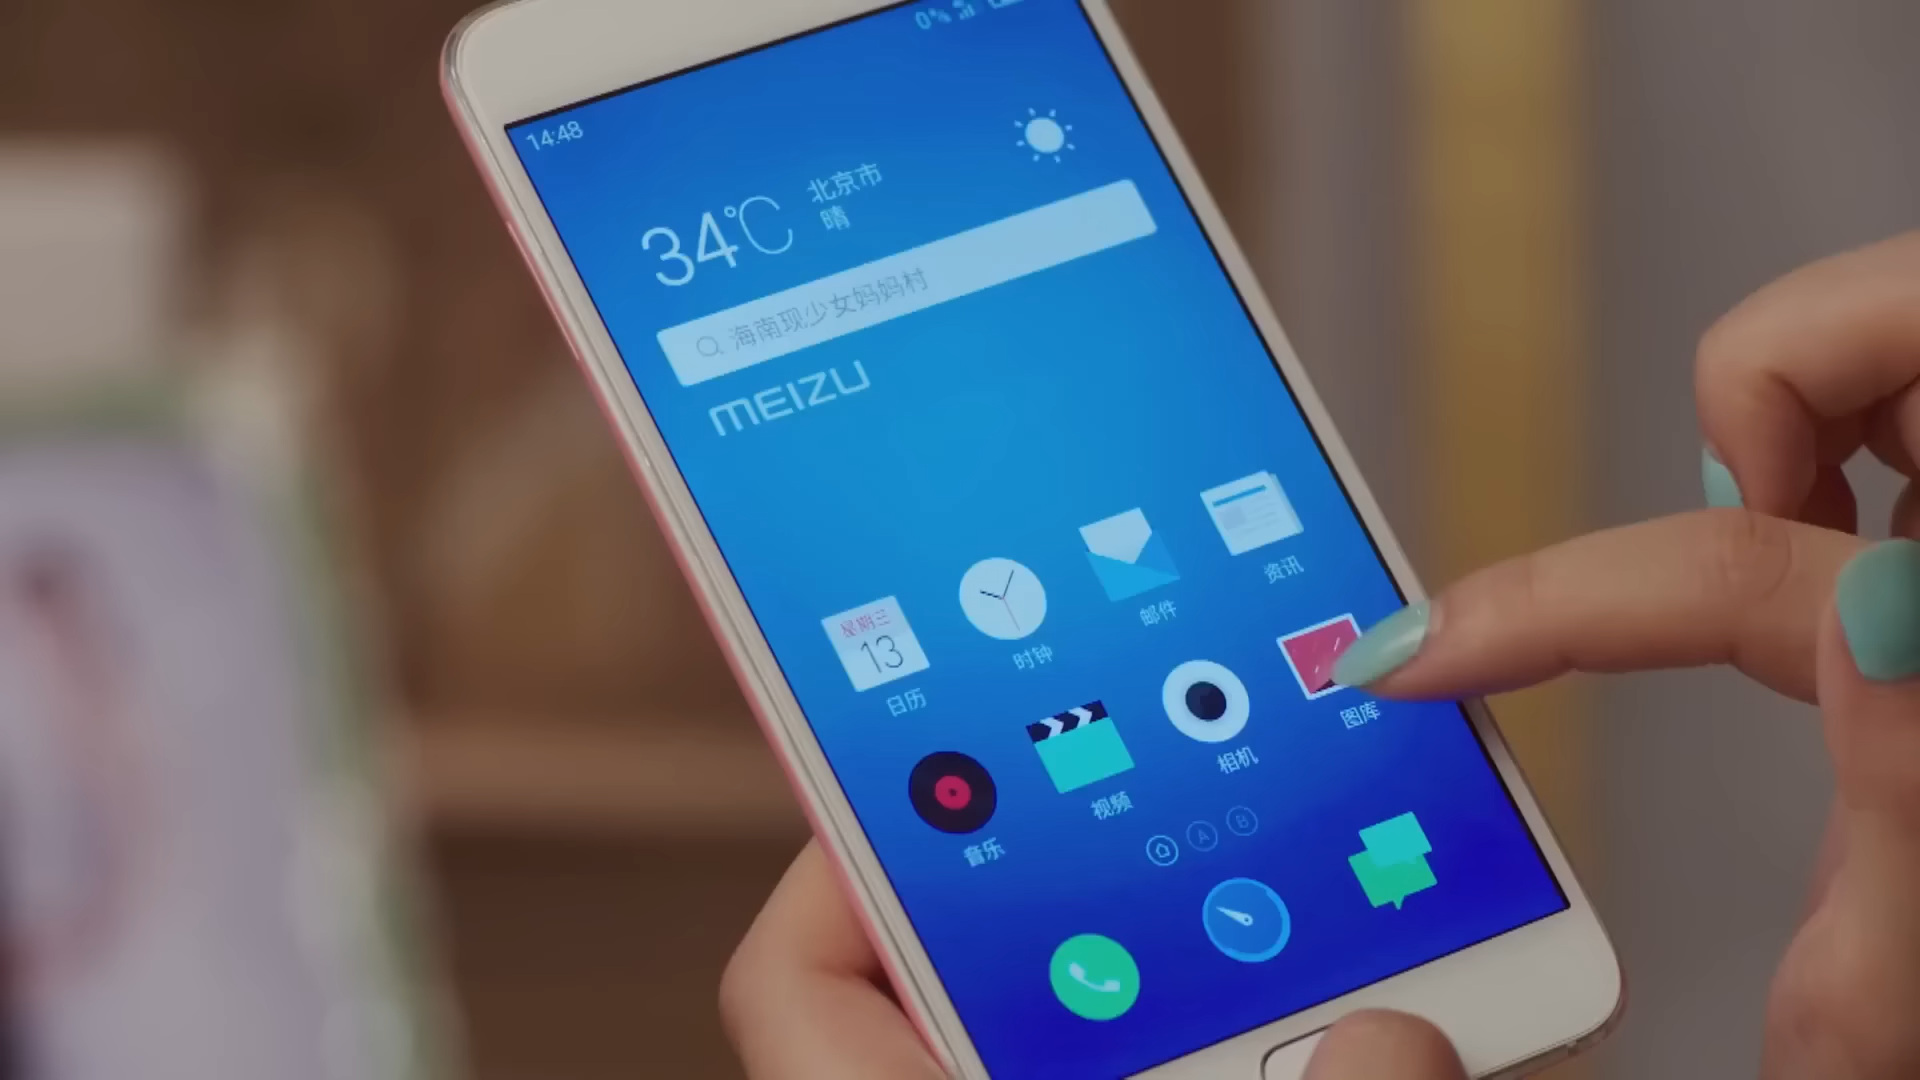 0%
14:48
34℃
北京市
晴
海南现少女妈妈村
MEIZU
星期三
13
日历
时钟
邮件
资讯
音乐
视频
相机
图库
A
B